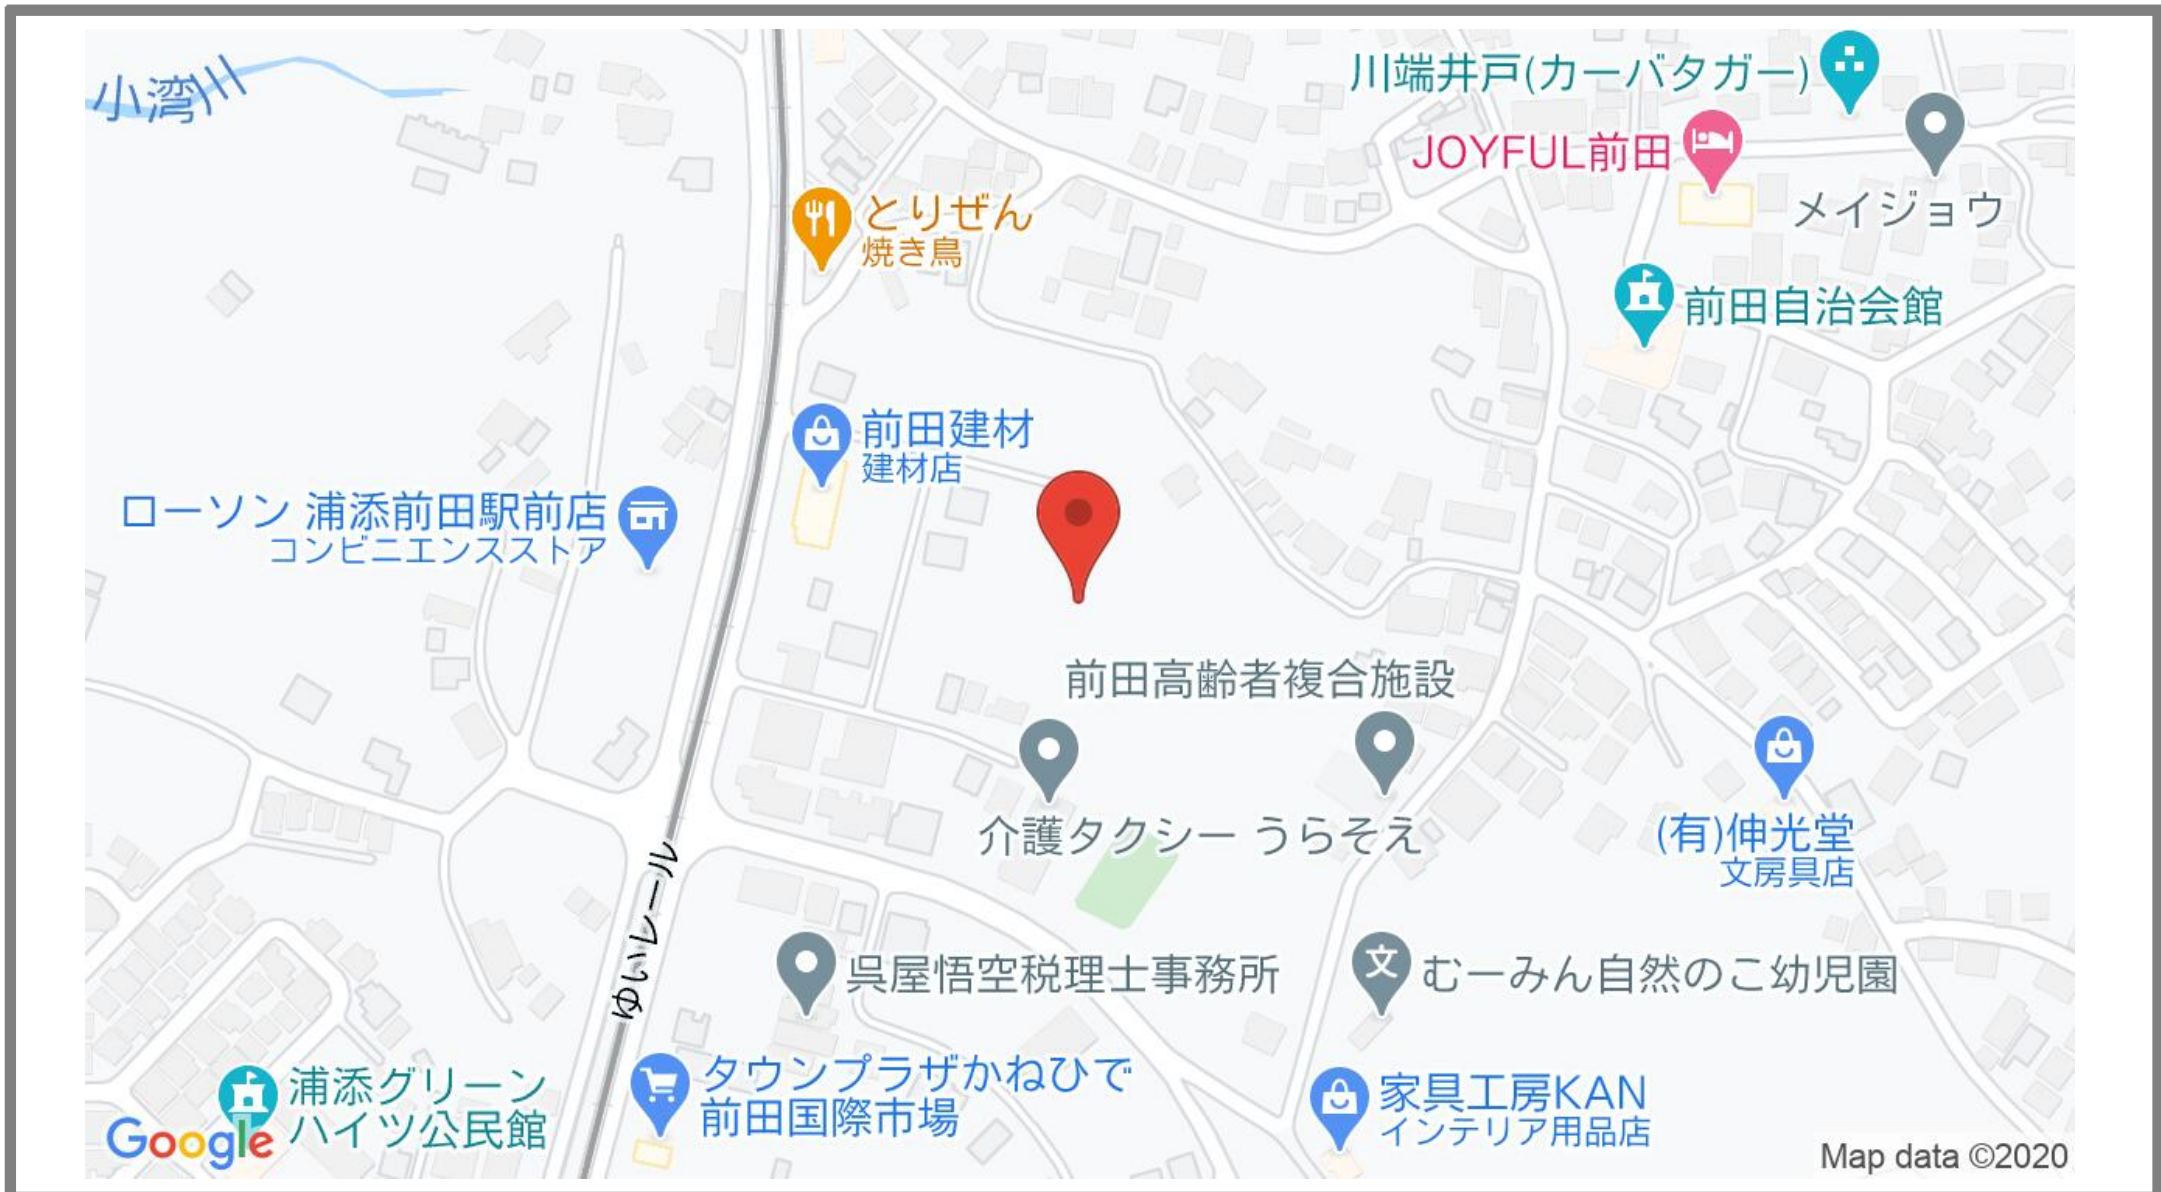 小湾川
川端井戸(カーバタガー)
JOYFUL前田
メイジョウ
とりぜん
焼き鳥
前田自治会館
前田建材
建材店
ローソン 浦添前田駅前店
コンビニエンスストア
前田高齢者複合施設
介護タクシー うらそえ
(有)伸光堂
文房具店
ゆいレール
呉屋悟空税理士事務所
文
むーみん自然のこ幼児園
浦添グリーン
ハイツ公民館
タウンプラザかねひで
前田国際市場
家具工房KAN
インテリア用品店
Google
Map data ©2020